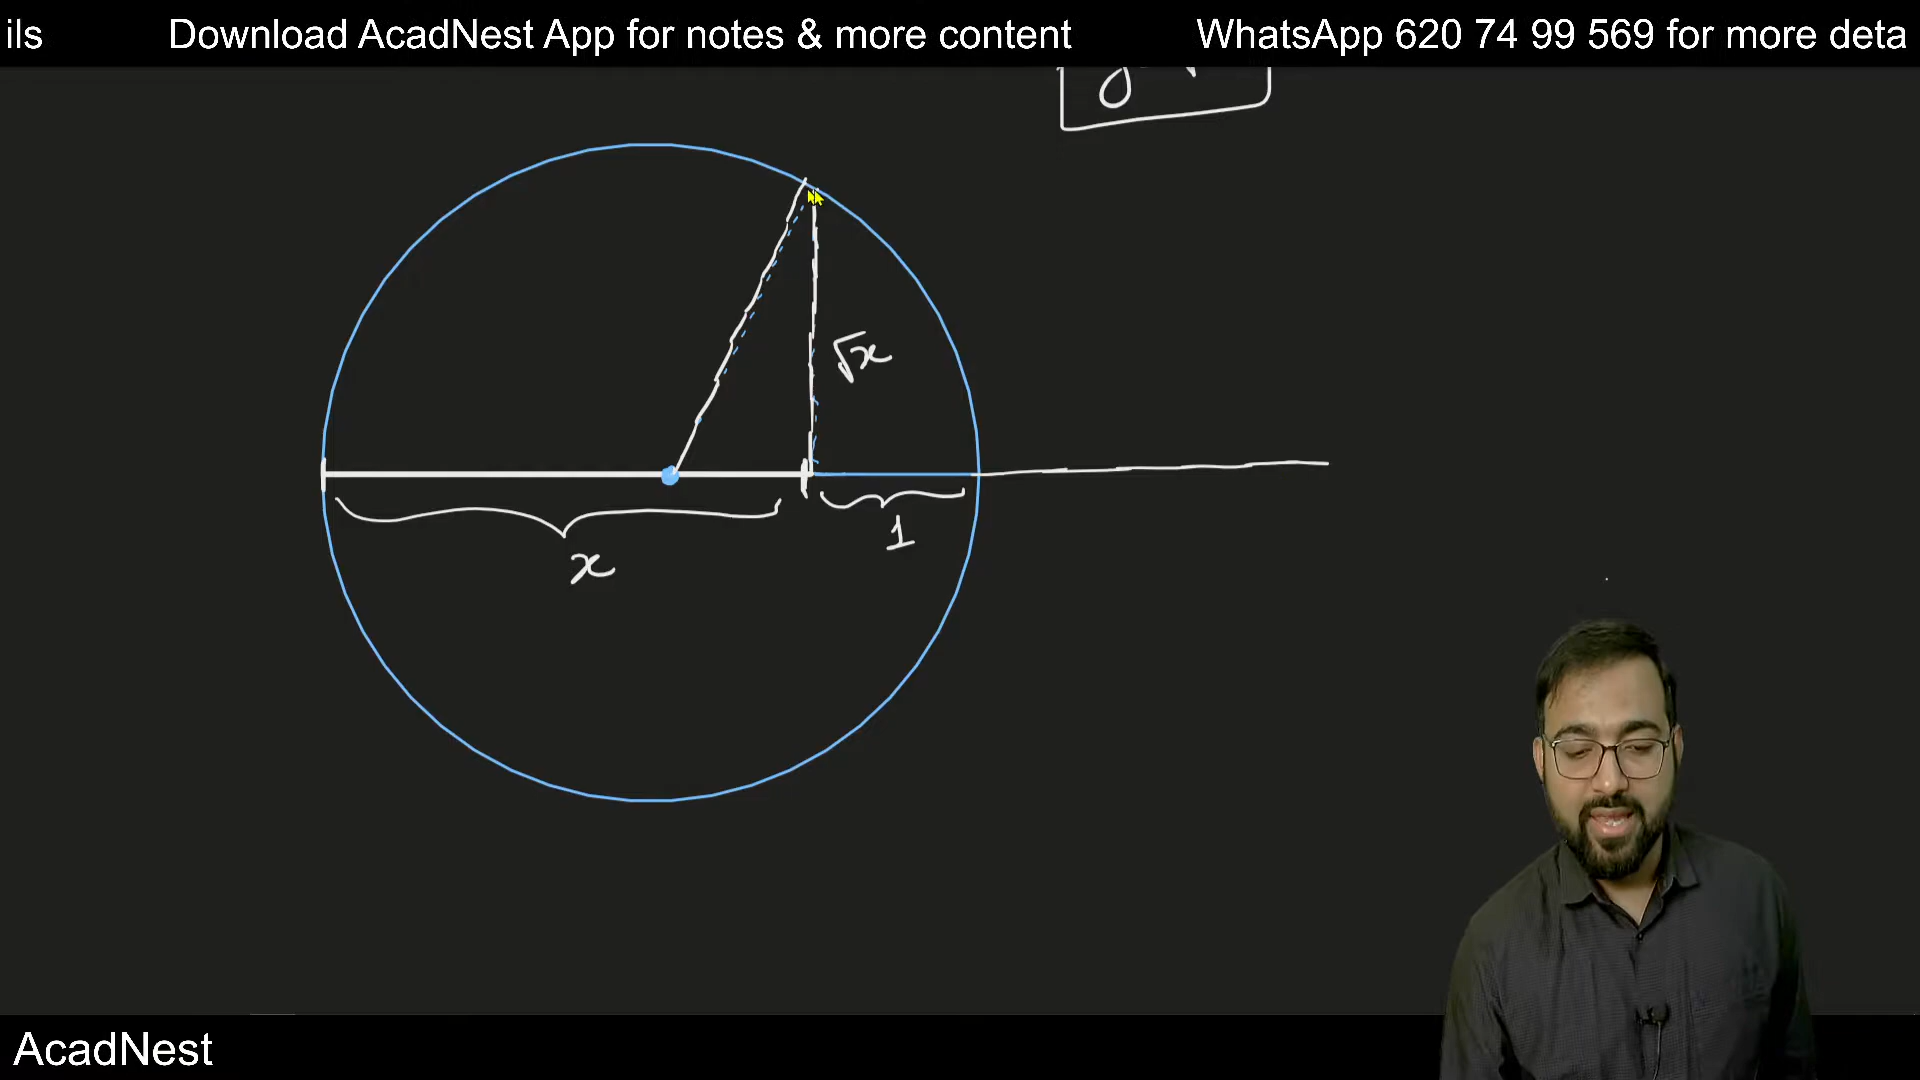 ils Download AcadNest App for notes & more content WhatsApp 620 74 99 569 for more deta
√x
1
x
AcadNest